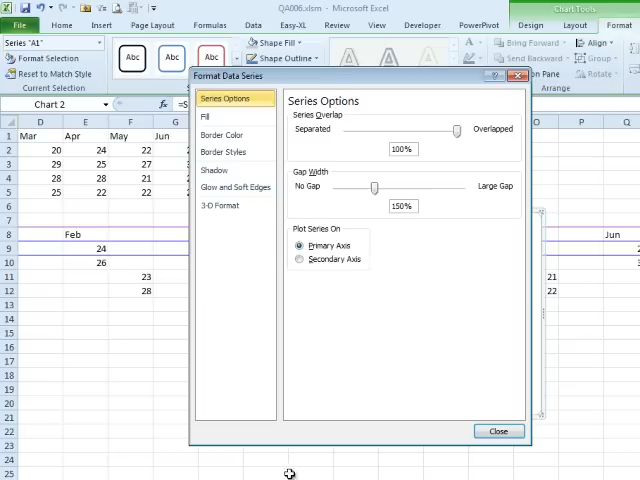 QA006.xlsm - Microsoft Excel
Chart Tools
File Home Insert Page Layout Formulas Data Easy-XL Review View Developer PowerPivot Design Layout Format
Series "A1"
Format Selection
Reset to Match Style
Current Selection
Abc Abc Abc
Shape Fill
Shape Outline
A A A
Bring Forward Align
Send Backward Group
Pane Rotate
Arrange
Chart 2 fx =S
Format Data Series
Series Options
Fill
Border Color
Border Styles
Shadow
Glow and Soft Edges
3-D Format
Series Options
Series Overlap
Separated Overlapped
100%
Gap Width
No Gap Large Gap
150%
Plot Series On
Primary Axis
Secondary Axis
Close
D E F G O P Q
1 Mar Apr May Jun
2 20 24 22
3 29 25 27
4 28 28 21
5 25 22 22
6
7
8 Feb Jun
9 24
10 26
11 23 21
12 28 22
13
14
15
16
17
18
19
20
21
22
23
24
25